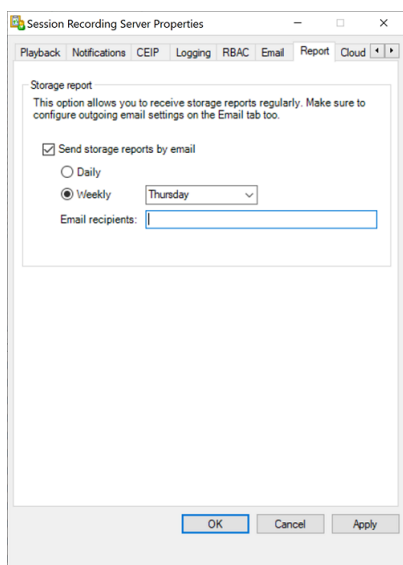 Session Recording Server Properties
Playback Notifications CEIP Logging RBAC Email Report Cloud
Storage report
This option allows you to receive storage reports regularly. Make sure to
configure outgoing email settings on the Email tab too.
Send storage reports by email
Daily
Weekly Thursday
Email recipients:
OK Cancel Apply